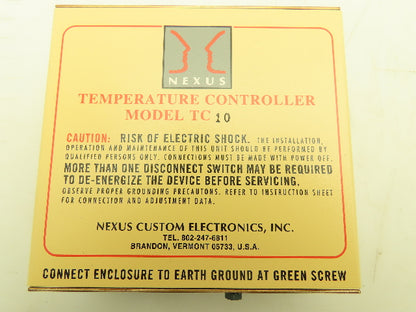 NEXUS
TEMPERATURE CONTROLLER
MODEL TC 10
CAUTION: RISK OF ELECTRIC SHOCK. THE INSTALLATION,
OPERATION AND MAINTENANCE OF THIS UNIT SHOULD BE PERFORMED BY
QUALIFIED PERSONS ONLY. CONNECTIONS MUST BE MADE WITH POWER OFF.
MORE THAN ONE DISCONNECT SWITCH MAY BE REQUIRED
TO DE-ENERGIZE THE DEVICE BEFORE SERVICING.
OBSERVE PROPER GROUNDING PRECAUTIONS. REFER TO INSTRUCTION SHEET
FOR CONNECTION AND ADJUSTMENT DATA.
NEXUS CUSTOM ELECTRONICS, INC.
TEL. 802-247-6811
BRANDON, VERMONT 05733, U.S.A.
CONNECT ENCLOSURE TO EARTH GROUND AT GREEN SCREW